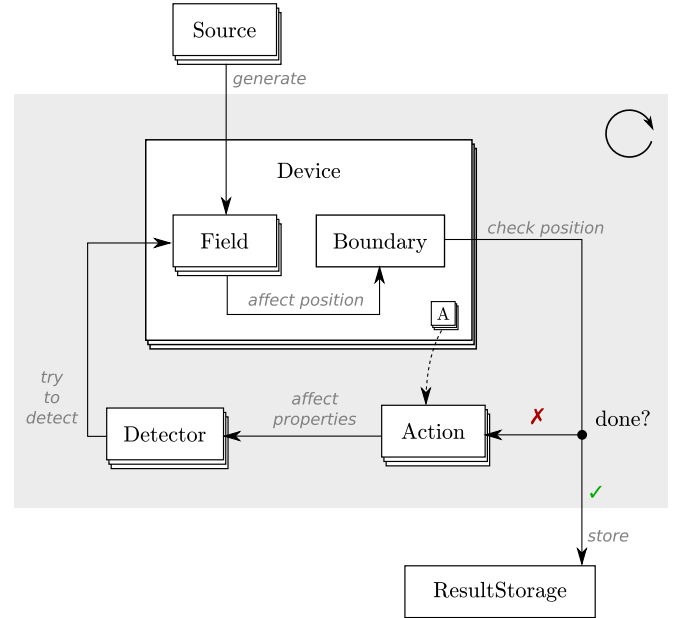 Source
generate
Device
Field
Boundary
check position
affect position
A
try
to
detect
affect
properties
Detector
Action
✗
done?
✓
store
ResultStorage